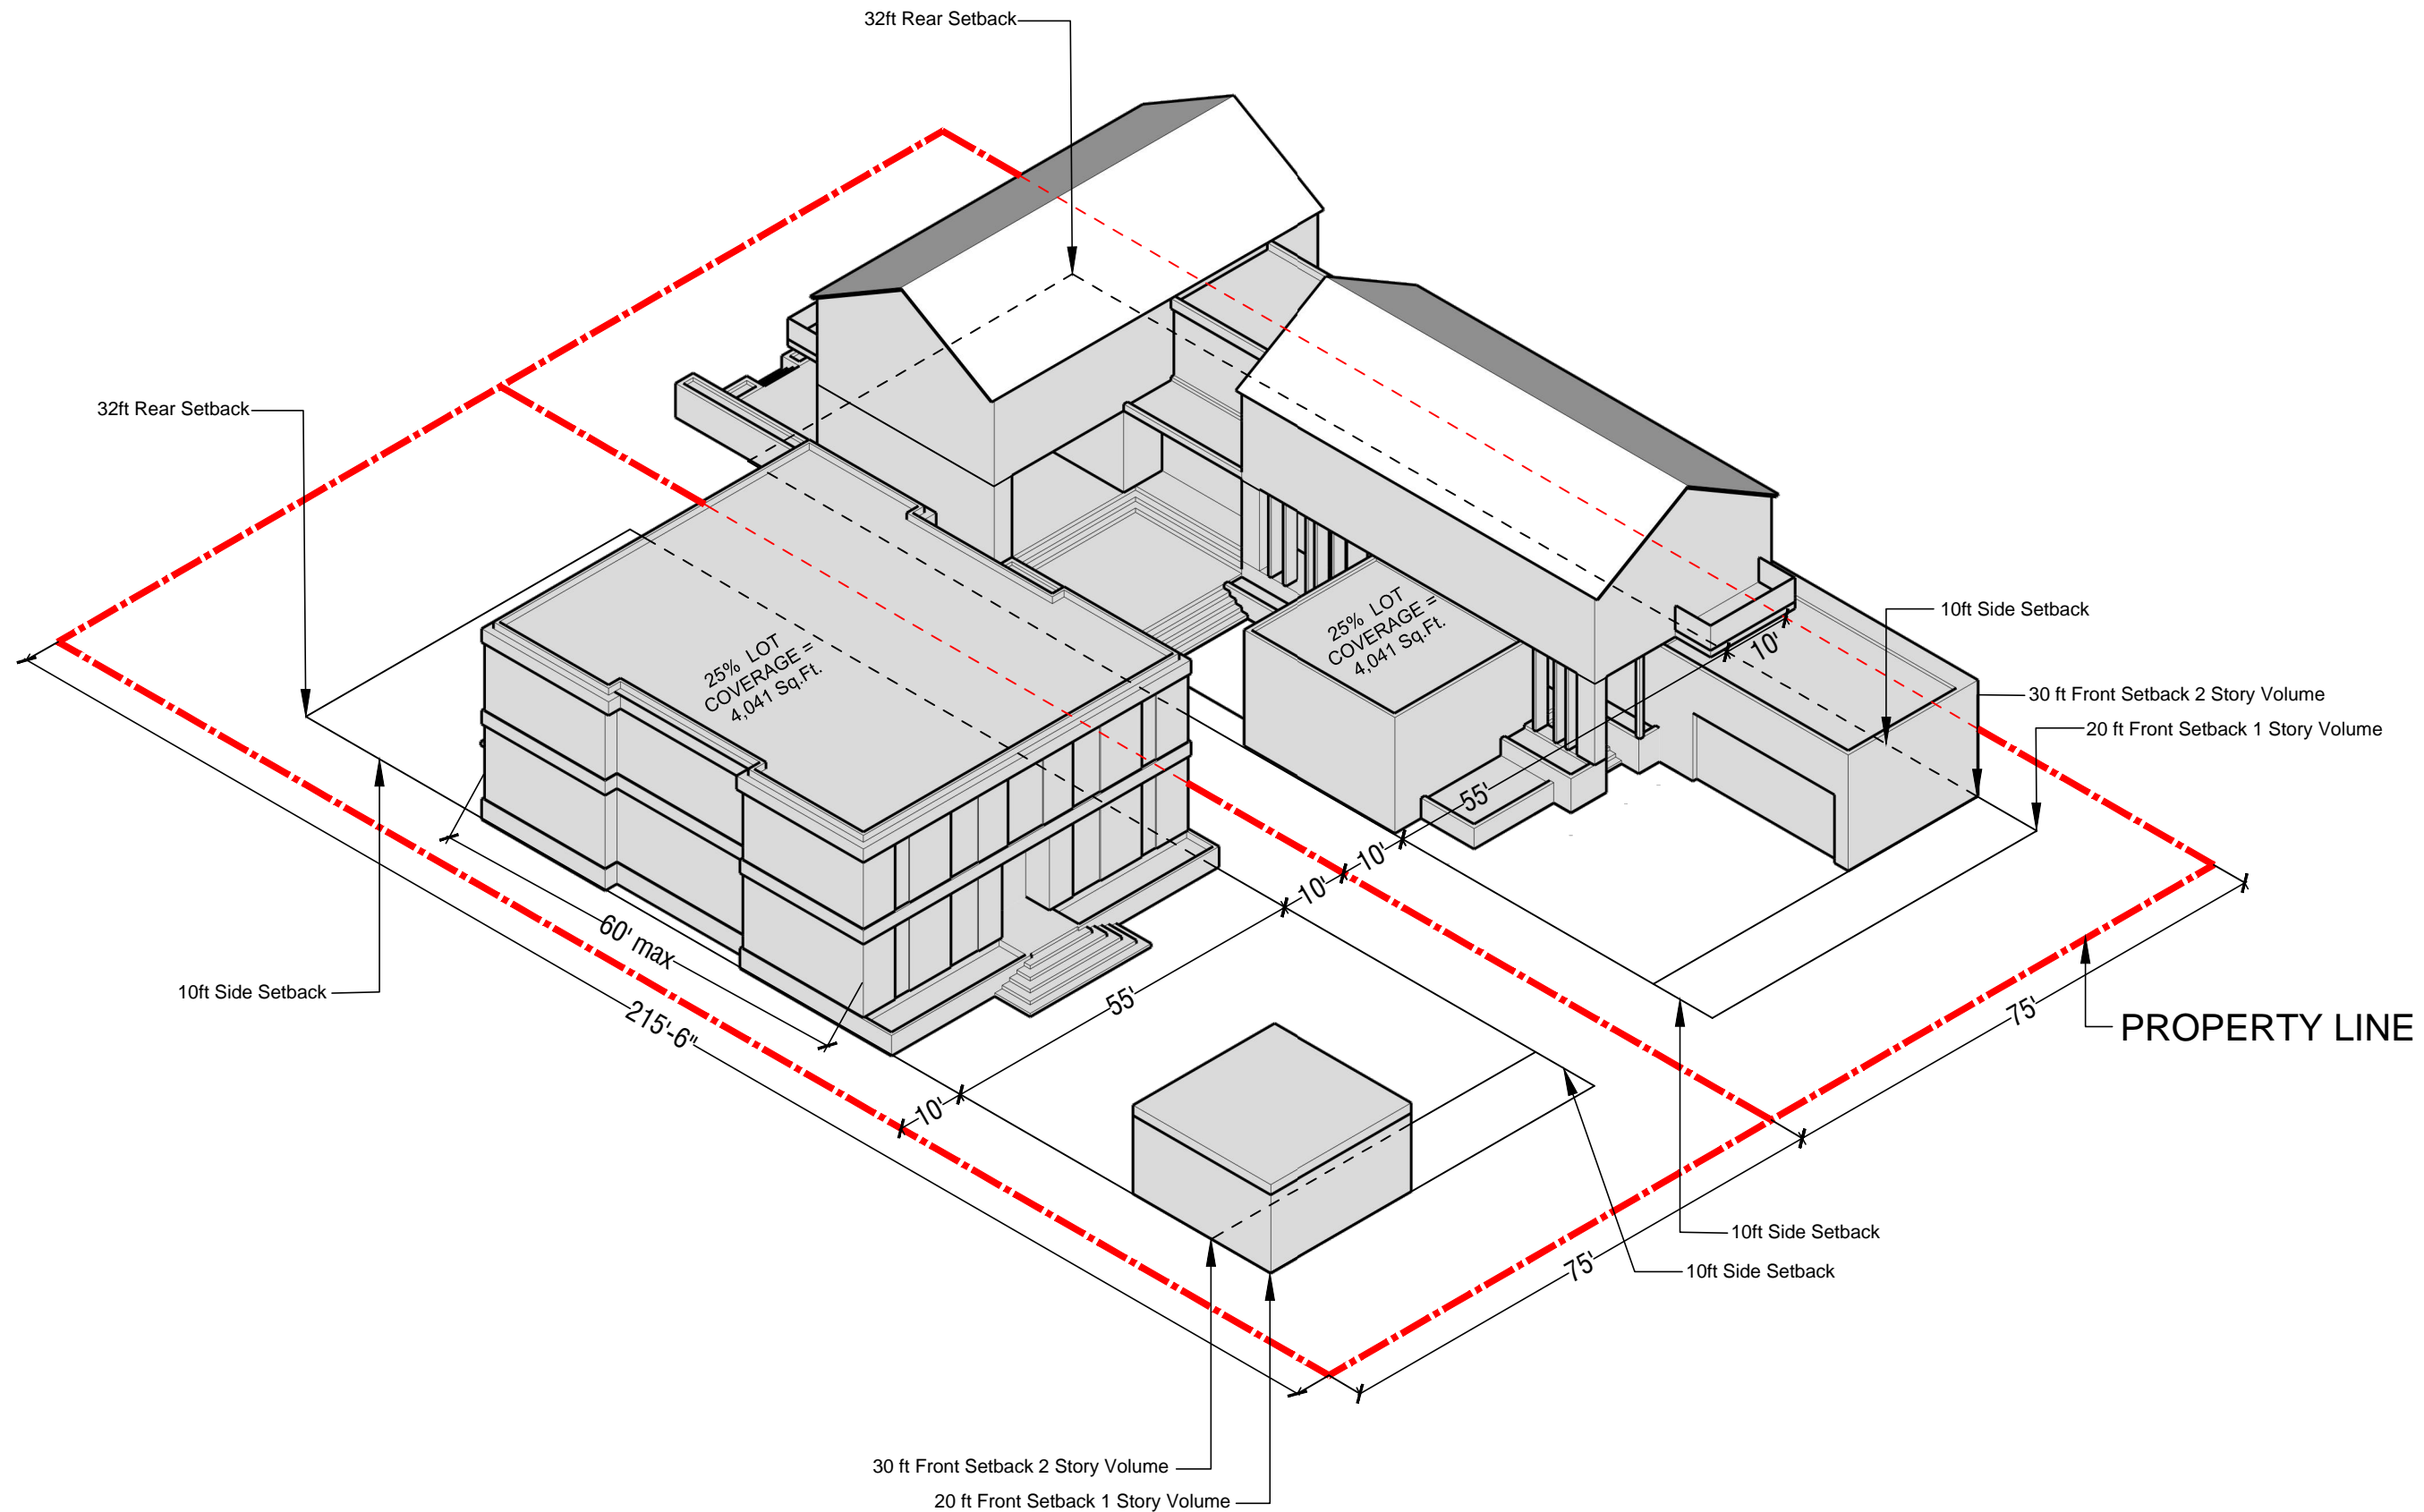 32ft Rear Setback
32ft Rear Setback
25% LOT
COVERAGE =
4,041 Sq.Ft.
10ft Side Setback
10'
25% LOT
COVERAGE =
4,041 Sq.Ft.
30 ft Front Setback 2 Story Volume
20 ft Front Setback 1 Story Volume
55'
10'
10'
60' max
10ft Side Setback
215'-6"
55'
75'
PROPERTY LINE
10'
10ft Side Setback
75'
10ft Side Setback
30 ft Front Setback 2 Story Volume
20 ft Front Setback 1 Story Volume